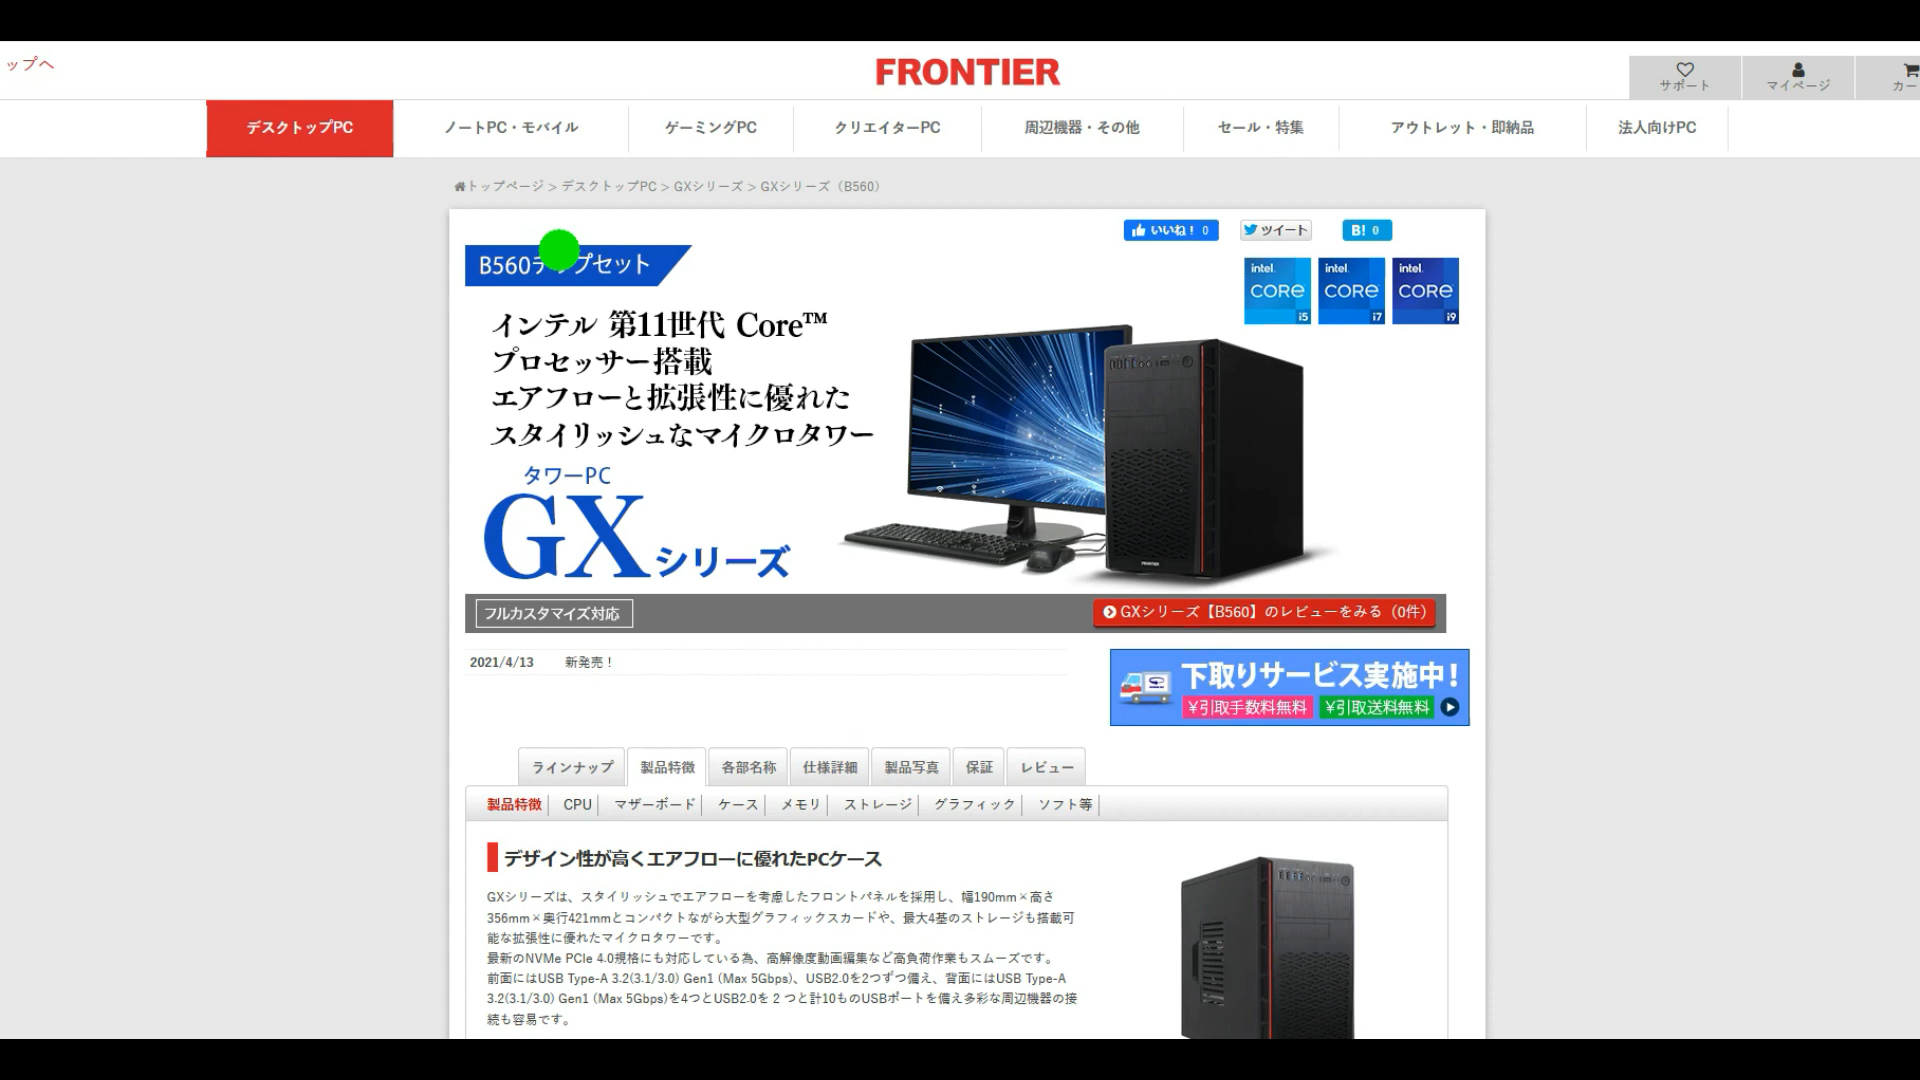 ップへ
FRONTIER
サポート
マイページ
カー
デスクトップPC
ノートPC・モバイル
ゲーミングPC
クリエイターPC
周辺機器・その他
セール・特集
アウトレット・即納品
法人向けPC
トップページ > デスクトップPC > GXシリーズ > GXシリーズ（B560）
いいね！ 0
ツイート
B! 0
B560チップセット
intel. CORE i5
intel. CORE i7
intel. CORE i9
インテル 第11世代 Core™
プロセッサー搭載
エアフローと拡張性に優れた
スタイリッシュなマイクロタワー
タワーPC
GXシリーズ
FRONTIER
フルカスタマイズ対応
GXシリーズ【B560】のレビューをみる（0件）
2021/4/13 新発売！
下取りサービス実施中！
¥引取手数料無料 ¥引取送料無料
ラインナップ
製品特徴
各部名称
仕様詳細
製品写真
保証
レビュー
製品特徴
CPU
マザーボード
ケース
メモリ
ストレージ
グラフィック
ソフト等
デザイン性が高くエアフローに優れたPCケース
GXシリーズは、スタイリッシュでエアフローを考慮したフロントパネルを採用し、幅190mm×高さ
356mm×奥行421mmとコンパクトながら大型グラフィックスカードや、最大4基のストレージも搭載可
能な拡張性に優れたマイクロタワーです。
最新のNVMe PCIe 4.0規格にも対応している為、高解像度動画編集など高負荷作業もスムーズです。
前面にはUSB Type-A 3.2(3.1/3.0) Gen1 (Max 5Gbps)、USB2.0を2つずつ備え、背面にはUSB Type-A
3.2(3.1/3.0) Gen1 (Max 5Gbps)を4つとUSB2.0を 2 つと計10ものUSBポートを備え多彩な周辺機器の接
続も容易です。